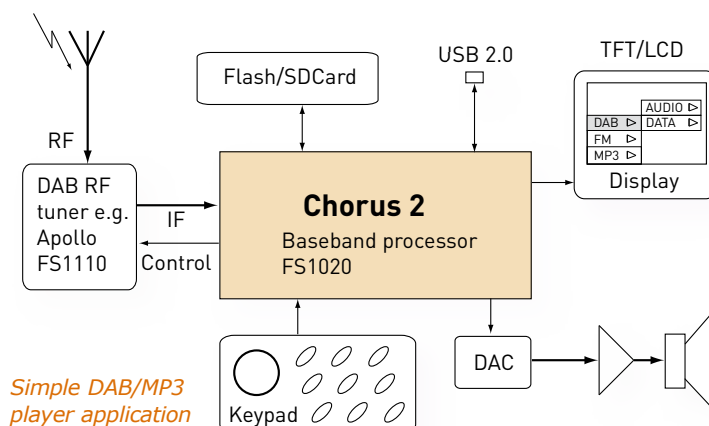 USB 2.0
TFT/LCD
Flash/SDCard
AUDIO
DAB
DATA
FM
MP3
Display
RF
DAB RF
tuner e.g.
Apollo
FS1110
IF
Control
Chorus 2
Baseband processor
FS1020
DAC
Simple DAB/MP3
player application
Keypad